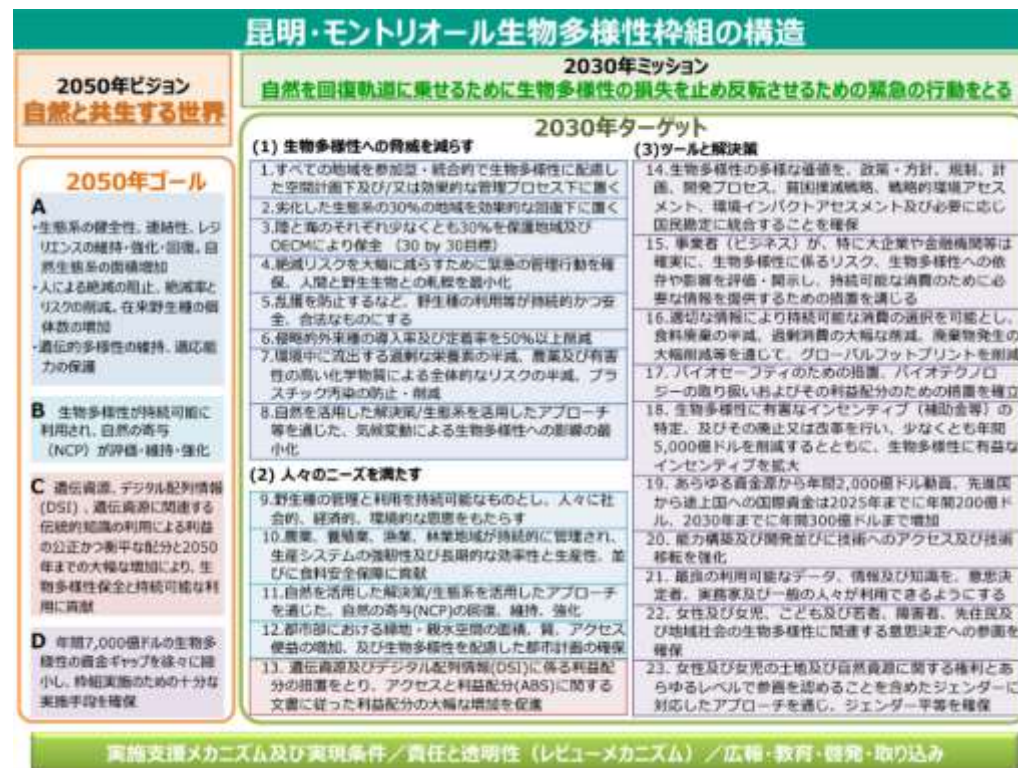 昆明・モントリオール生物多様性枠組の構造
2050年ビジョン
自然と共生する世界
2030年ミッション
自然を回復軌道に乗せるために生物多様性の損失を止め反転させるための緊急の行動をとる
2050年ゴール
A
・生態系の健全性、連結性、レジ
リエンスの維持・強化・回復。自
然生態系の面積増加
・人による絶滅の阻止、絶滅率と
リスクの削減。在来野生種の個
体数の増加
・遺伝的多様性の維持、適応能
力の保護
B 生物多様性が持続可能に
利用され、自然の寄与
(NCP)が評価・維持・強化
C 遺伝資源、デジタル配列情報
(DSI)、遺伝資源に関連する
伝統的知識の利用による利益
の公正かつ衡平な配分と2050
年までの大幅な増加により、生
物多様性保全と持続可能な利
用に貢献
D 年間7,000億ドルの生物多
様性の資金ギャップを徐々に縮
小し、枠組実施のための十分な
実施手段を確保
2030年ターゲット
(1) 生物多様性への脅威を減らす
1.すべての地域を参加型・統合的で生物多様性に配慮し
た空間計画下及び/又は効果的な管理プロセス下に置く
2.劣化した生態系の30%の地域を効果的な回復下に置く
3.陸と海のそれぞれ少なくとも30%を保護地域及び
OECMにより保全 (30 by 30目標)
4.絶滅リスクを大幅に減らすために緊急の管理行動を確
保、人間と野生生物との軋轢を最小化
5.乱獲を防止するなど、野生種の利用等が持続的かつ安
全、合法なものにする
6.侵略的外来種の導入率及び定着率を50%以上削減
7.環境中に流出する過剰な栄養素の半減、農薬及び有害
性の高い化学物質による全体的なリスクの半減、プラ
スチック汚染の防止・削減
8.自然を活用した解決策/生態系を活用したアプローチ
等を通じた、気候変動による生物多様性への影響の最
小化
(2) 人々のニーズを満たす
9.野生種の管理と利用を持続可能なものとし、人々に社
会的、経済的、環境的な恩恵をもたらす
10.農業、養殖業、漁業、林業地域が持続的に管理され、
生産システムの強靭性及び長期的な効率性と生産性、並
びに食料安全保障に貢献
11.自然を活用した解決策/生態系を活用したアプローチ
を通じた、自然の寄与(NCP)の回復、維持、強化
12.都市部における緑地・親水空間の面積、質、アクセス
便益の増加、及び生物多様性を配慮した都市計画の確保
13. 遺伝資源及びデジタル配列情報(DSI)に係る利益配
分の措置をとり、アクセスと利益配分(ABS)に関する
文書に従った利益配分の大幅な増加を促進
(3)ツールと解決策
14.生物多様性の多様な価値を、政策・方針、規制、計
画、開発プロセス、貧困撲滅戦略、戦略的環境アセス
メント、環境インパクトアセスメント及び必要に応じ
国民勘定に統合することを確保
15. 事業者(ビジネス)が、特に大企業や金融機関等は
確実に、生物多様性に係るリスク、生物多様性への依
存や影響を評価・開示し、持続可能な消費のために必
要な情報を提供するための措置を講じる
16.適切な情報により持続可能な消費の選択を可能とし、
食料廃棄の半減、過剰消費の大幅な削減、廃棄物発生の
大幅削減等を通じて、グローバルフットプリントを削減
17. バイオセーフティのための措置、バイオテクノロ
ジーの取り扱いおよびその利益配分のための措置を確立
18. 生物多様性に有害なインセンティブ(補助金等)の
特定、及びその廃止又は改革を行い、少なくとも年間
5,000億ドルを削減するとともに、生物多様性に有益な
インセンティブを拡大
19. あらゆる資金源から年間2,000億ドル動員、先進国
から途上国への国際資金は2025年までに年間200億ド
ル、2030年までに年間300億ドルまで増加
20. 能力構築及び開発並びに技術へのアクセス及び技術
移転を強化
21. 最良の利用可能なデータ、情報及び知識を、意思決
定者、実務家及び一般の人々が利用できるようにする
22. 女性及び女児、こども及び若者、障害者、先住民及
び地域社会の生物多様性に関連する意思決定への参画を
確保
23. 女性及び女児の土地及び自然資源に関する権利とあ
らゆるレベルで参画を認めることを含めたジェンダーに
対応したアプローチを通じ、ジェンダー平等を確保
実施支援メカニズム及び実現条件／責任と透明性(レビューメカニズム)／広報・教育・啓発・取り込み